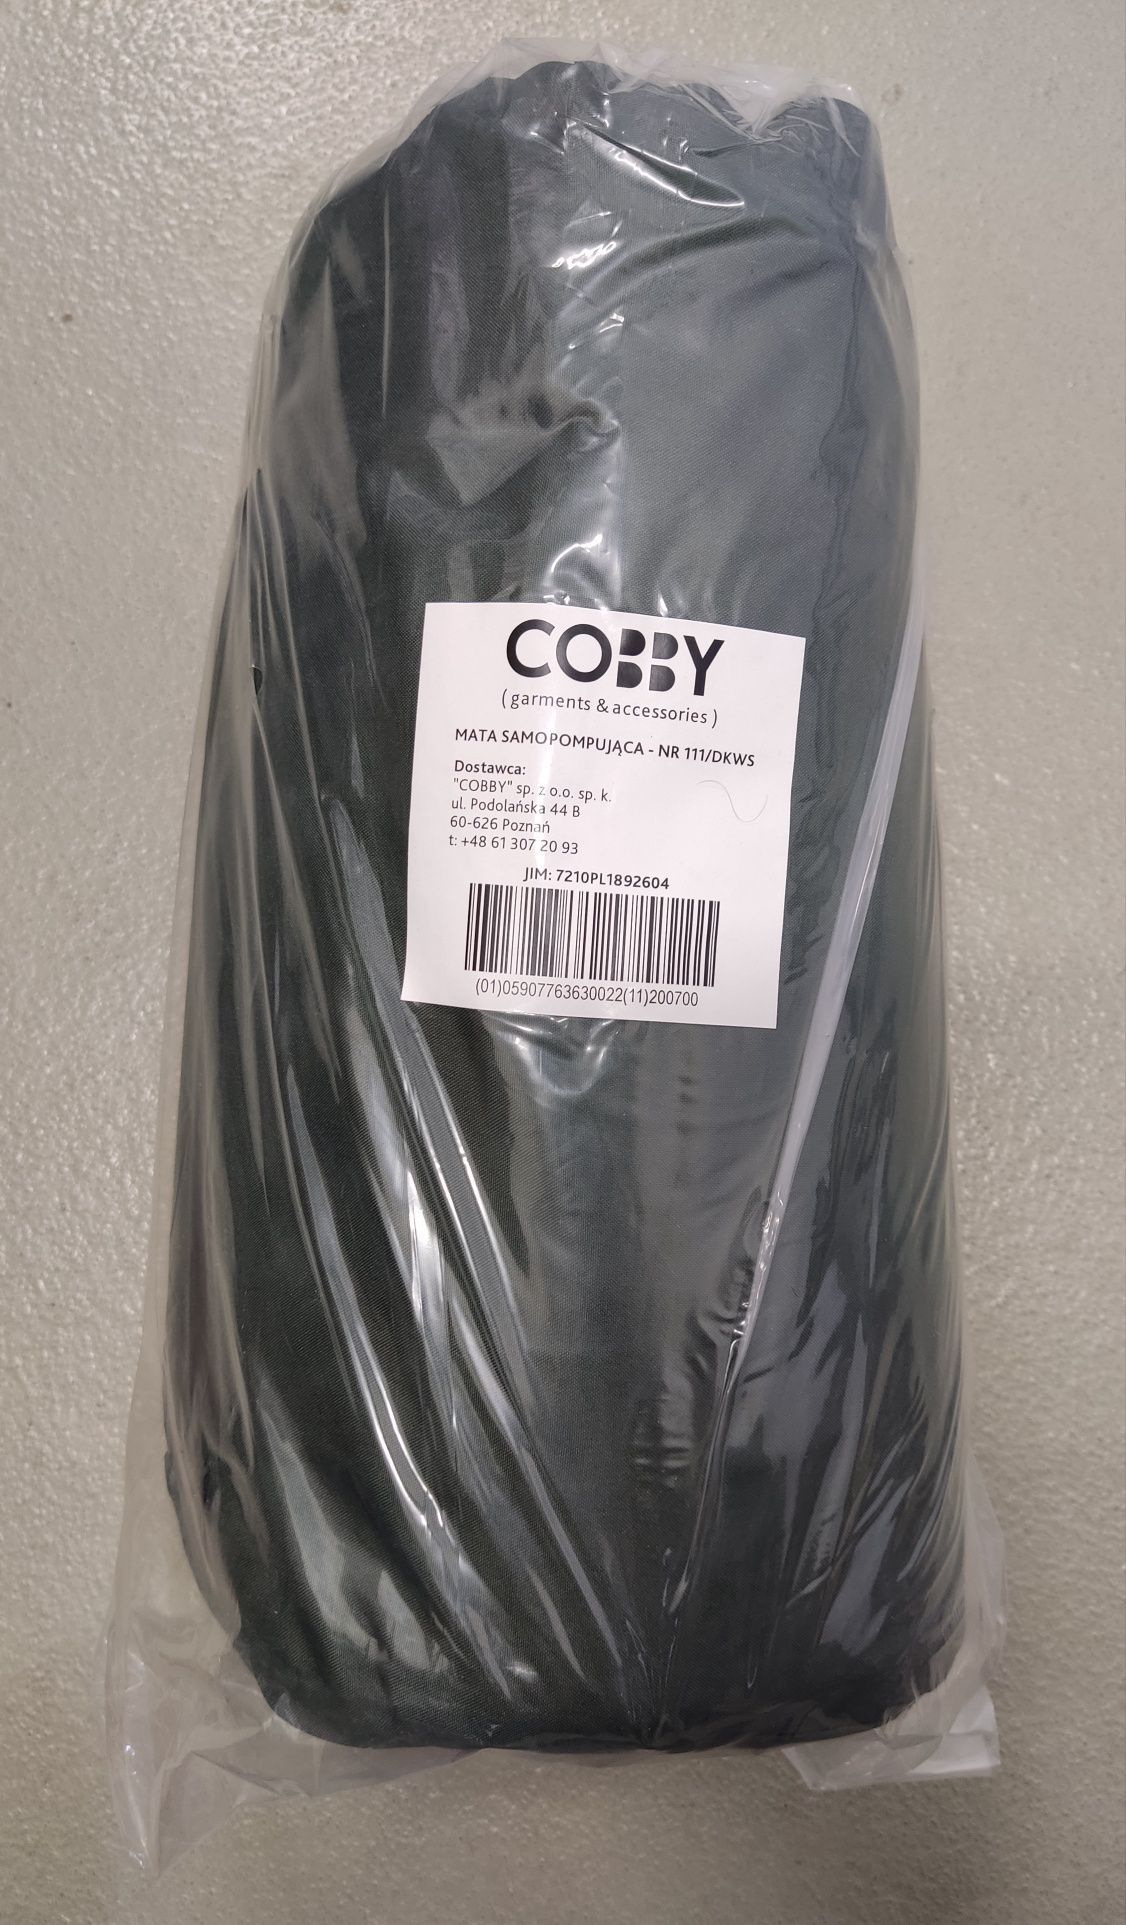 COBBY
( garments & accessories )
MATA SAMOPOMPUJĄCA - NR 111/DKWS
Dostawca:
"COBBY" sp. z o.o. sp. k.
ul. Podolańska 44 B
60-626 Poznań
t: +48 61 307 20 93
JIM: 7210PL1892604
(01)05907763630022(11)200700